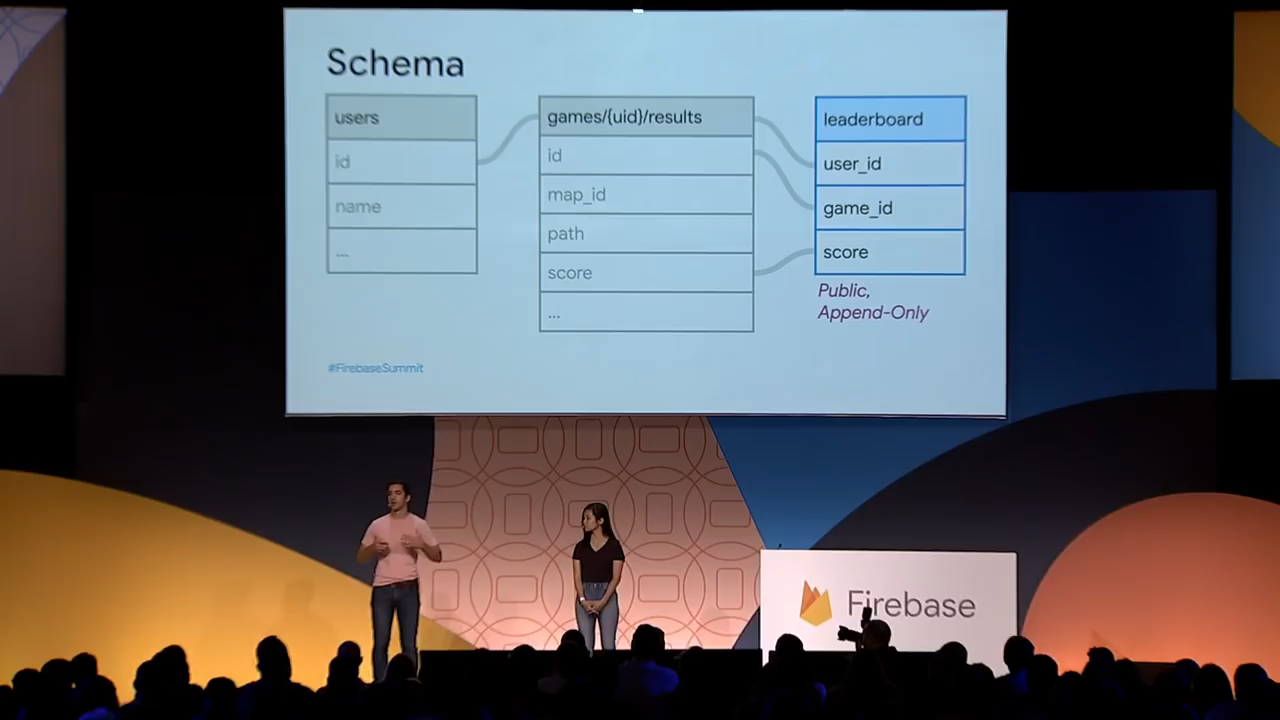 Schema
users
id
name
...
games/{uid}/results
id
map_id
path
score
...
leaderboard
user_id
game_id
score
Public,
Append-Only
#FirebaseSummit
Firebase